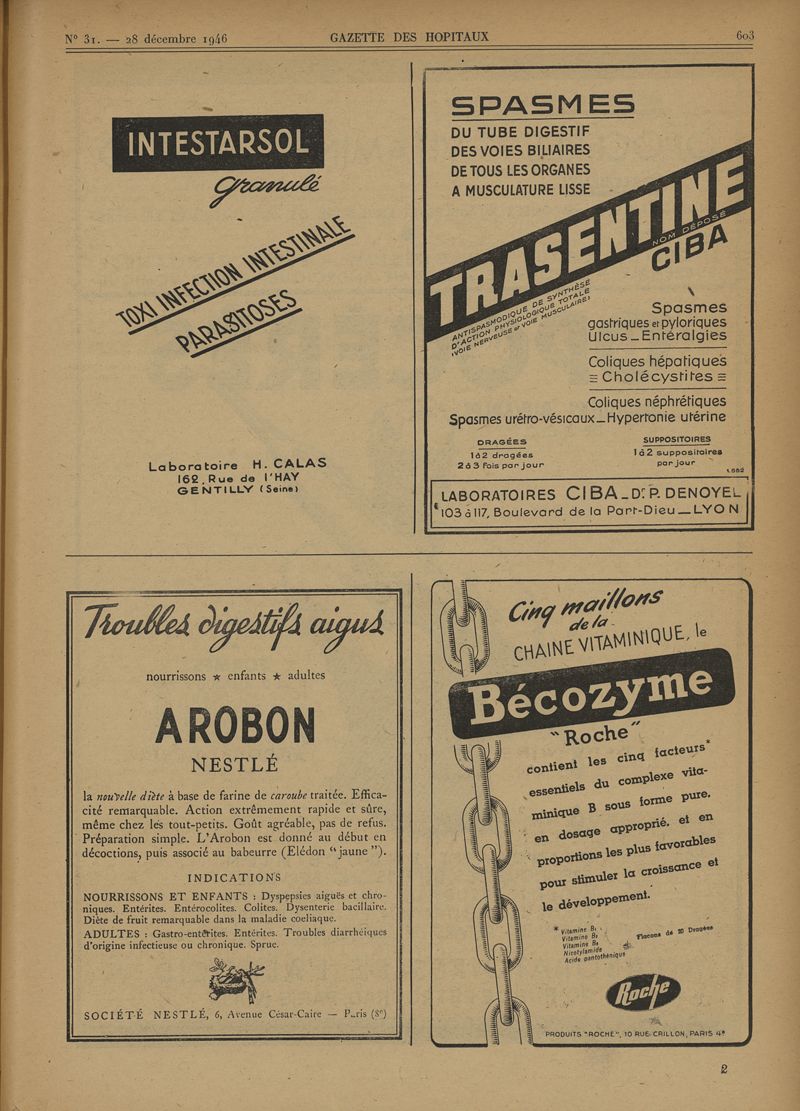 N° 31. — 28 décembre 1946
GAZETTE DES HOPITAUX
603
INTESTARSOL
granulé
TOXI INFECTION INTESTINALE
PARASITOSES
Laboratoire H. CALAS
162, Rue de l'HAY
GENTILLY (Seine)
SPASMES
DU TUBE DIGESTIF
DES VOIES BILIAIRES
DE TOUS LES ORGANES
A MUSCULATURE LISSE
TRASENTINE
NOM DÉPOSÉ
CIBA
ANTISPASMODIQUE DE SYNTHÈSE
D'ACTION PHYSIOLOGIQUE TOTALE
(VOIE NERVEUSE et VOIE MUSCULAIRE)
Spasmes
gastriques et pyloriques
Ulcus _ Entéralgies
Coliques hépatiques
Cholécystites
Coliques néphrétiques
Spasmes urétro-vésicaux _ Hypertonie utérine
DRAGÉES
1 à 2 dragées
2 à 3 fois par jour
SUPPOSITOIRES
1 à 2 suppositoires
par jour
LABORATOIRES CIBA _ Dr. P. DENOYEL
103 à 117, Boulevard de la Part-Dieu __ LYON
Troubles digestifs aigus
nourrissons ★ enfants ★ adultes
AROBON
NESTLÉ
la nouvelle diète à base de farine de caroube traitée. Effica-
cité remarquable. Action extrêmement rapide et sûre,
même chez les tout-petits. Goût agréable, pas de refus.
Préparation simple. L'Arobon est donné au début en
décoctions, puis associé au babeurre (Elédon “jaune”).
INDICATIONS
NOURRISSONS ET ENFANTS : Dyspepsies aiguës et chro-
niques. Entérites. Entérocolites. Colites. Dysenterie bacillaire.
Diète de fruit remarquable dans la maladie coeliaque.
ADULTES : Gastro-entérites. Entérites. Troubles diarrhéiques
d'origine infectieuse ou chronique. Sprue.
SOCIÉTÉ NESTLÉ, 6, Avenue César-Caire — Paris (8e)
Cinq maillons
de la
CHAINE VITAMINIQUE, le
Bécozyme
"Roche"
contient les cinq facteurs*
essentiels du complexe vita-
minique B sous forme pure,
en dosage approprié, et en
proportions les plus favorables
pour stimuler la croissance et
le développement.
* Vitamine B1
Vitamine B2
Vitamine B6
Nicotylamide
Acide pantothénique
Flacons de 20 Dragées
Roche
PRODUITS "ROCHE", 10 RUE CRILLON, PARIS 4e
2